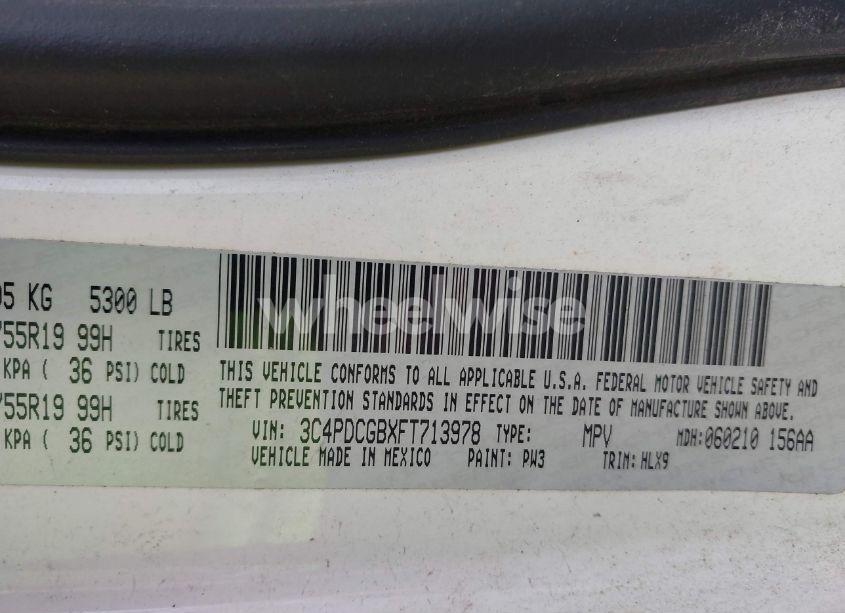 05 KG 5300 LB
55R19 99H TIRES
KPA ( 36 PSI) COLD
55R19 99H TIRES
KPA ( 36 PSI) COLD
wheelwise
THIS VEHICLE CONFORMS TO ALL APPLICABLE U.S.A. FEDERAL MOTOR VEHICLE SAFETY AND
THEFT PREVENTION STANDARDS IN EFFECT ON THE DATE OF MANUFACTURE SHOWN ABOVE.
VIN: 3C4PDCGBXFT713978 TYPE: MPV MDH:060210 156AA
VEHICLE MADE IN MEXICO PAINT: PW3 TRIM: HLX9